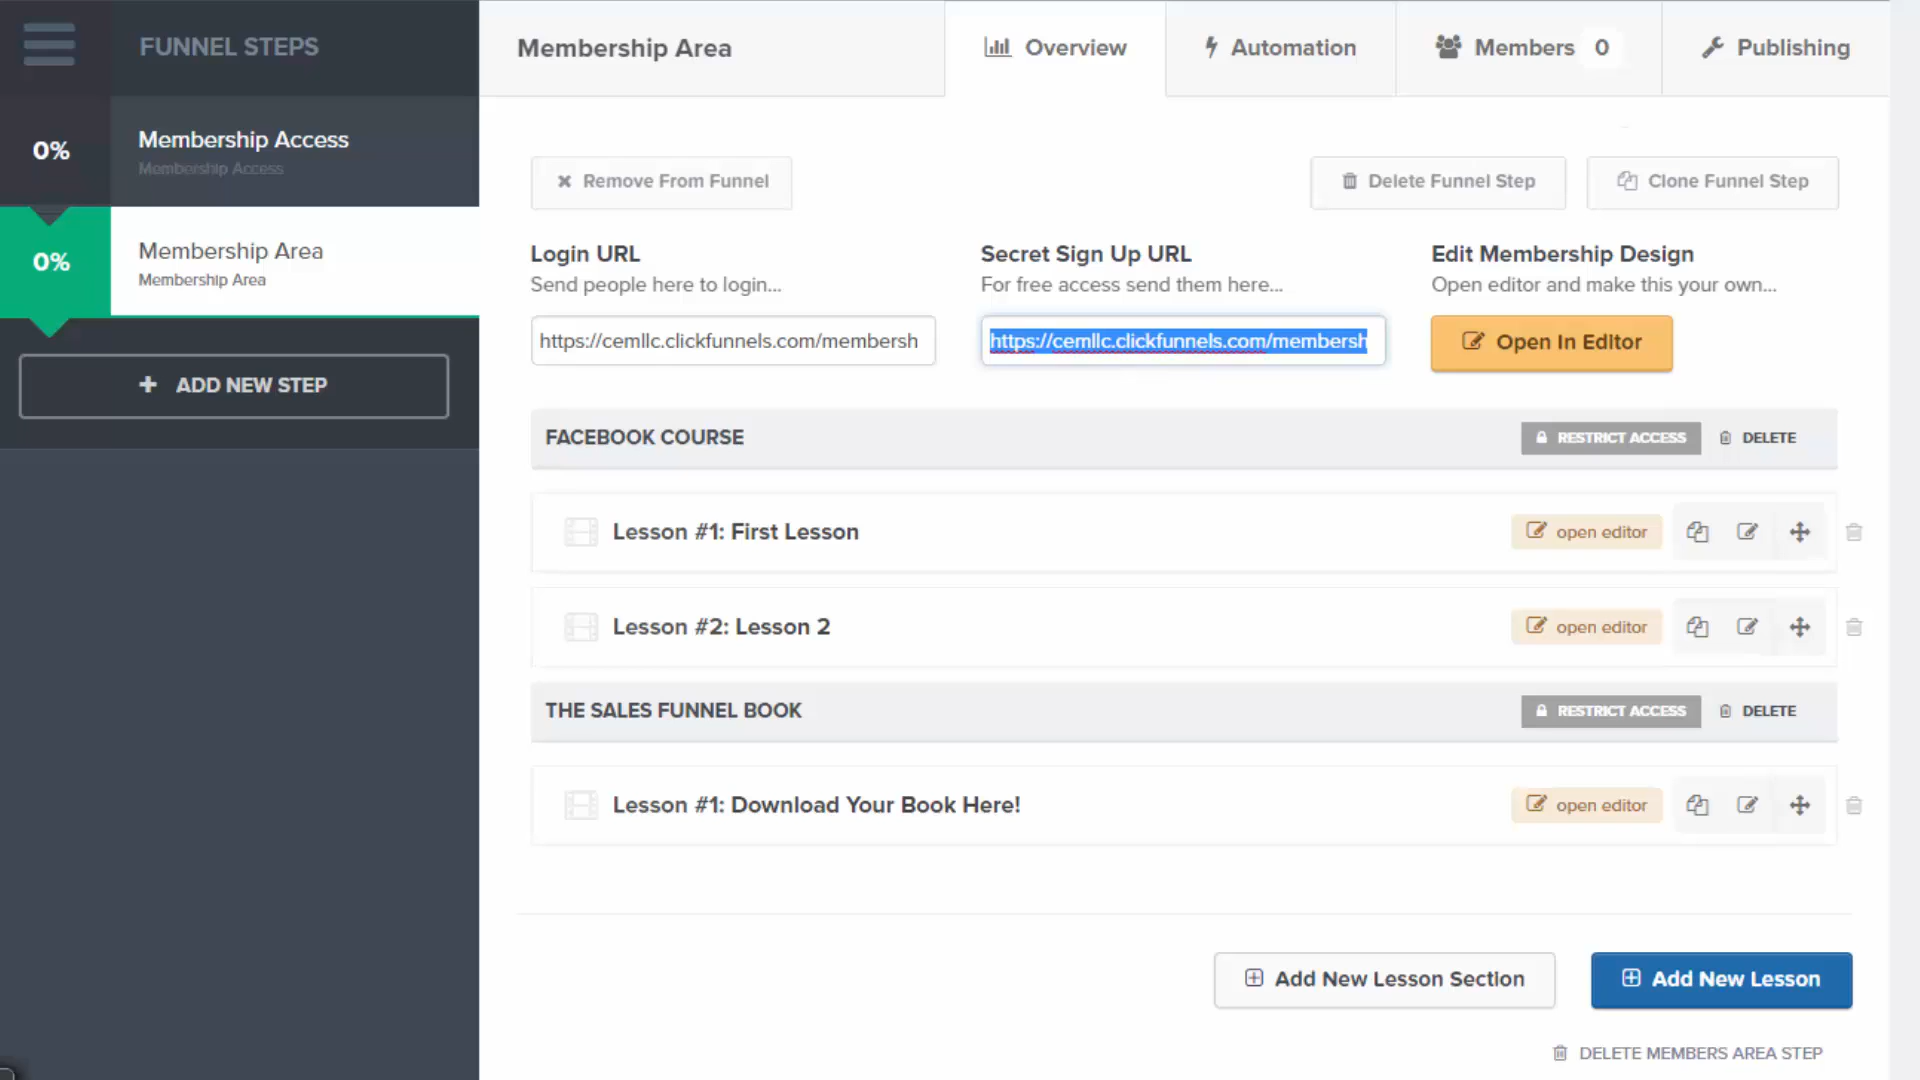 FUNNEL STEPS
Membership Area
Overview
Automation
Members 0
Publishing
0%
Membership Access
Membership Access
0%
Membership Area
Membership Area
+ ADD NEW STEP
Remove From Funnel
Delete Funnel Step
Clone Funnel Step
Login URL
Send people here to login...
https://cemllc.clickfunnels.com/membersh
Secret Sign Up URL
For free access send them here...
https://cemllc.clickfunnels.com/membersh
Edit Membership Design
Open editor and make this your own...
Open In Editor
FACEBOOK COURSE
RESTRICT ACCESS
DELETE
Lesson #1: First Lesson
open editor
Lesson #2: Lesson 2
open editor
THE SALES FUNNEL BOOK
RESTRICT ACCESS
DELETE
Lesson #1: Download Your Book Here!
open editor
Add New Lesson Section
Add New Lesson
DELETE MEMBERS AREA STEP